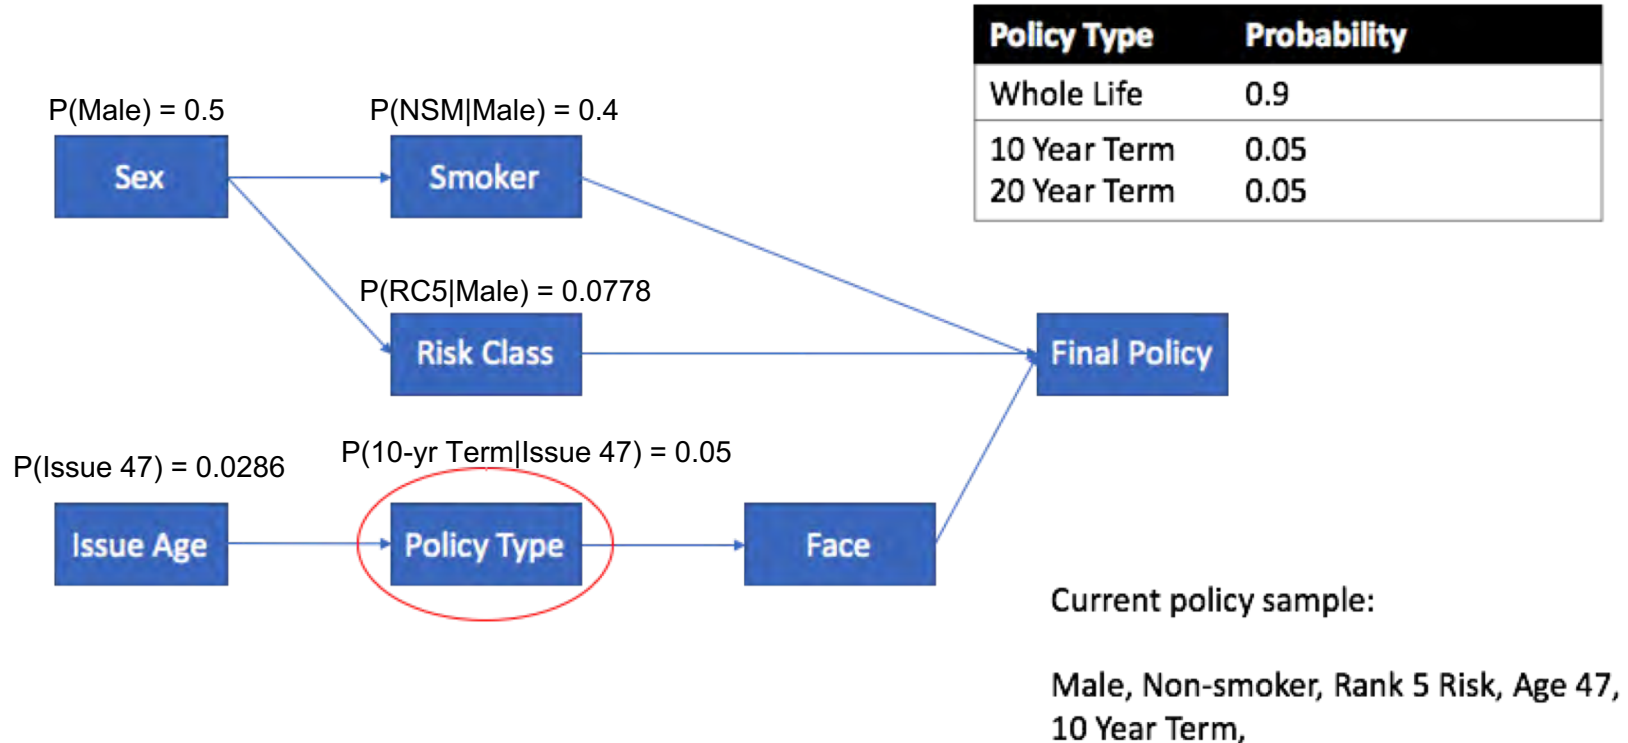 Policy Type Probability
Whole Life 0.9
10 Year Term 0.05
20 Year Term 0.05
P(Male) = 0.5
P(NSM|Male) = 0.4
Sex
Smoker
P(RC5|Male) = 0.0778
Risk Class
Final Policy
P(Issue 47) = 0.0286
P(10-yr Term|Issue 47) = 0.05
Issue Age
Policy Type
Face
Current policy sample:
Male, Non-smoker, Rank 5 Risk, Age 47,
10 Year Term,